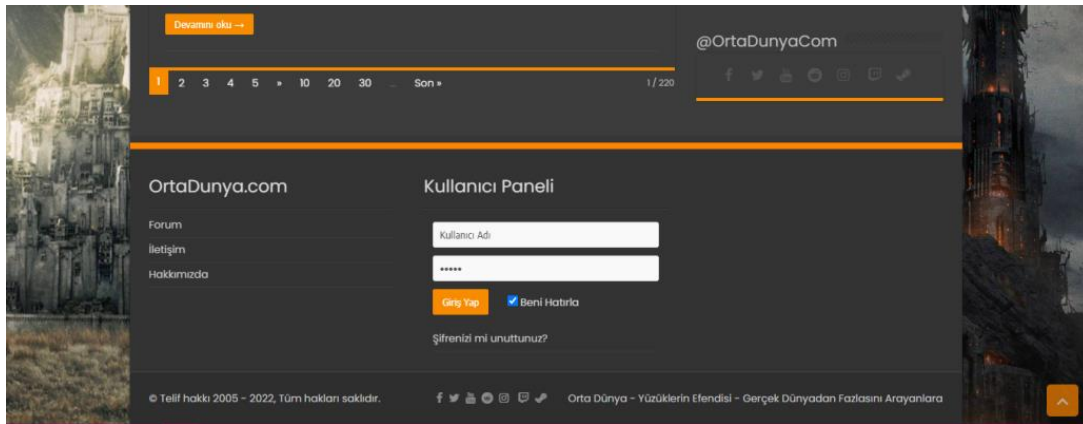 Devamını oku →
@OrtaDunyaCom
1 2 3 4 5 » 10 20 30 ... Son » 1 / 220
OrtaDunya.com
Kullanıcı Paneli
Forum
İletişim
Hakkımızda
Kullanıcı Adı
•••••
Giriş Yap
Beni Hatırla
Şifrenizi mi unuttunuz?
© Telif hakkı 2005 - 2022, Tüm hakları saklıdır.
Orta Dünya - Yüzüklerin Efendisi - Gerçek Dünyadan Fazlasını Arayanlara